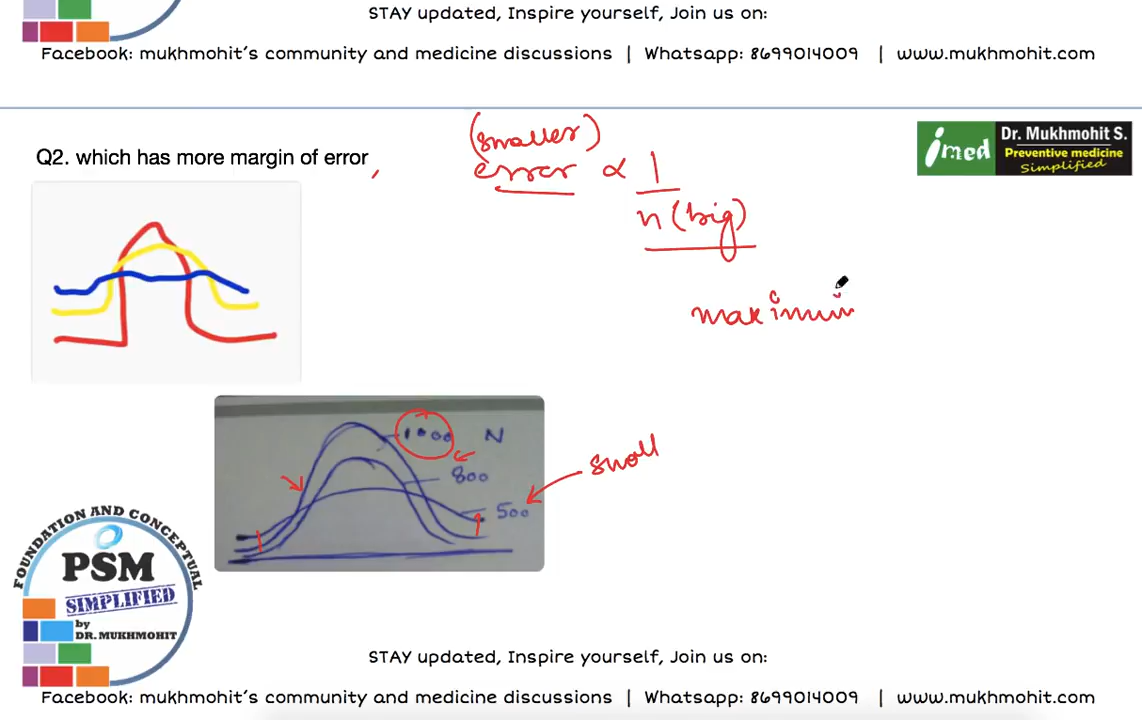 STAY updated, Inspire yourself, Join us on:
Facebook: mukhmohit's community and medicine discussions | Whatsapp: 8699014009 | www.mukhmohit.com
Q2. which has more margin of error
(smaller)
error ∝ 1
n (big)
imed
Dr. Mukhmohit S.
Preventive medicine
Simplified
maximum
1000 N
800
500
small
FOUNDATION AND CONCEPTUAL
PSM
SIMPLIFIED
by
DR. MUKHMOHIT
STAY updated, Inspire yourself, Join us on:
Facebook: mukhmohit's community and medicine discussions | Whatsapp: 8699014009 | www.mukhmohit.com